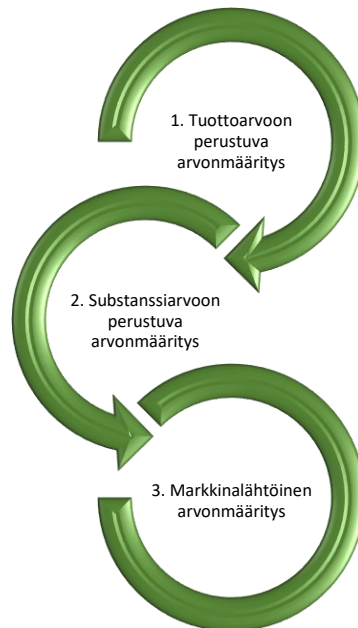 1. Tuottoarvoon
perustuva
arvonmääritys
2. Substanssiarvoon
perustuva
arvonmääritys
3. Markkinalähtöinen
arvonmääritys